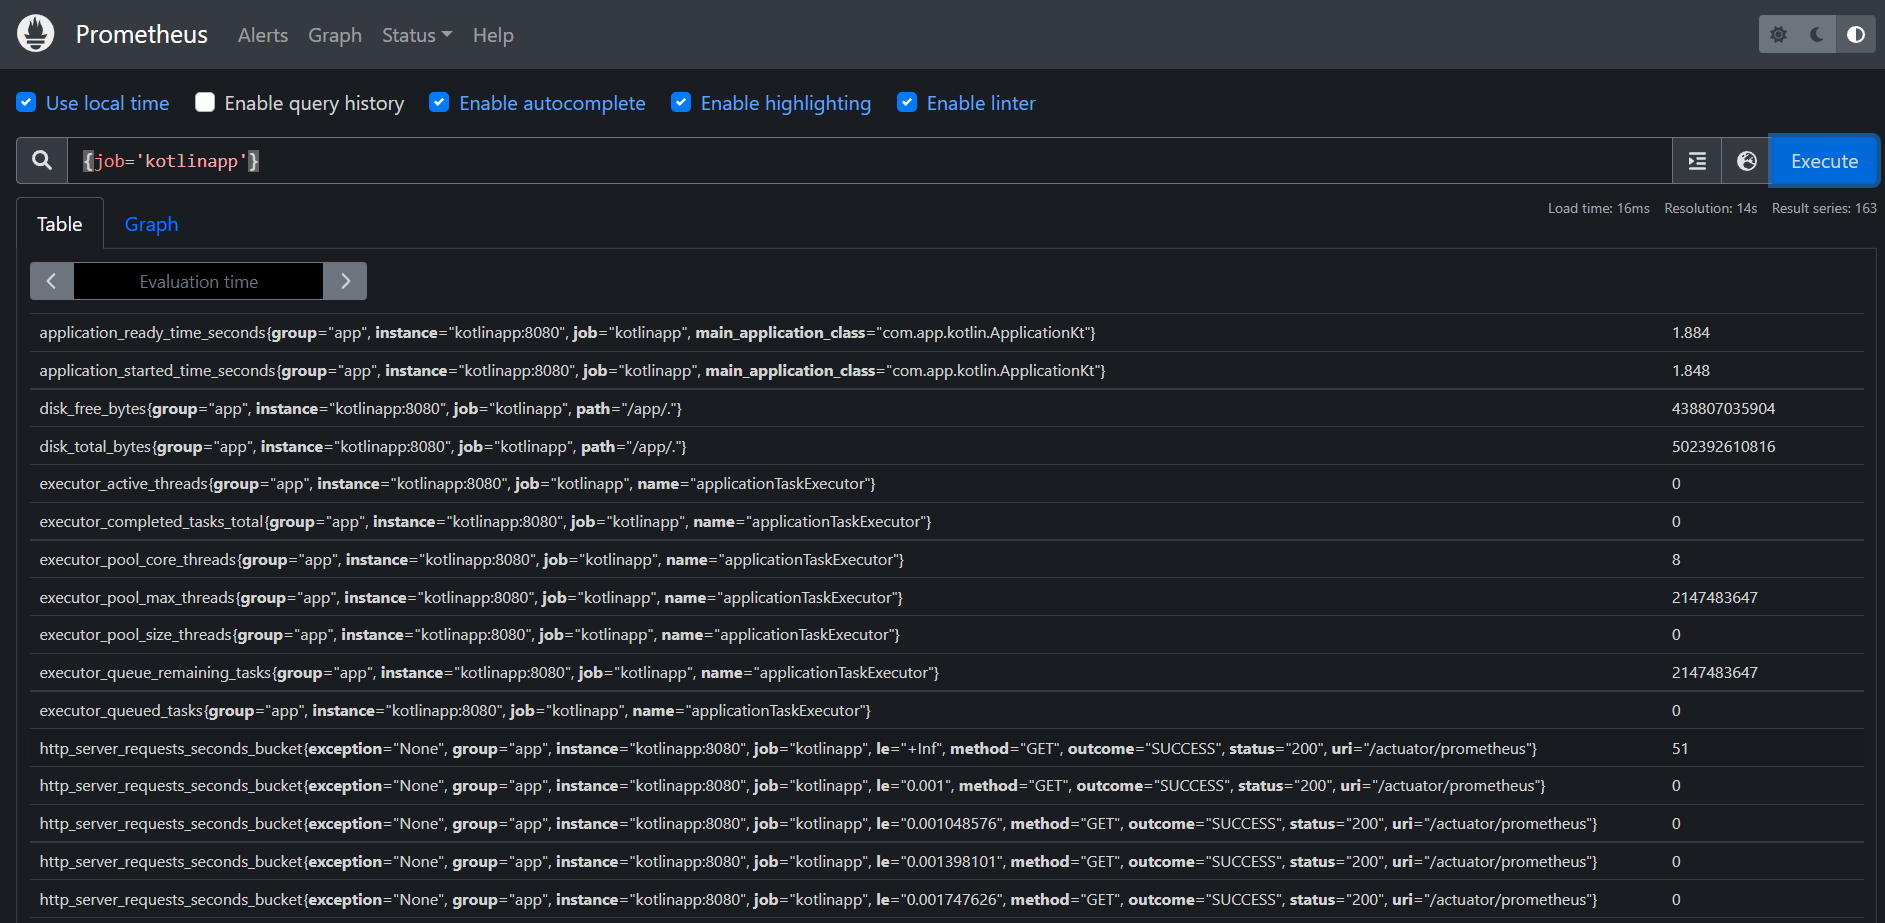 Prometheus Alerts Graph Status Help
Use local time Enable query history Enable autocomplete Enable highlighting Enable linter
{job='kotlinapp'} Execute
Table Graph Load time: 16ms Resolution: 14s Result series: 163
Evaluation time
application_ready_time_seconds{group="app", instance="kotlinapp:8080", job="kotlinapp", main_application_class="com.app.kotlin.ApplicationKt"} 1.884
application_started_time_seconds{group="app", instance="kotlinapp:8080", job="kotlinapp", main_application_class="com.app.kotlin.ApplicationKt"} 1.848
disk_free_bytes{group="app", instance="kotlinapp:8080", job="kotlinapp", path="/app/."} 438807035904
disk_total_bytes{group="app", instance="kotlinapp:8080", job="kotlinapp", path="/app/."} 502392610816
executor_active_threads{group="app", instance="kotlinapp:8080", job="kotlinapp", name="applicationTaskExecutor"} 0
executor_completed_tasks_total{group="app", instance="kotlinapp:8080", job="kotlinapp", name="applicationTaskExecutor"} 0
executor_pool_core_threads{group="app", instance="kotlinapp:8080", job="kotlinapp", name="applicationTaskExecutor"} 8
executor_pool_max_threads{group="app", instance="kotlinapp:8080", job="kotlinapp", name="applicationTaskExecutor"} 2147483647
executor_pool_size_threads{group="app", instance="kotlinapp:8080", job="kotlinapp", name="applicationTaskExecutor"} 0
executor_queue_remaining_tasks{group="app", instance="kotlinapp:8080", job="kotlinapp", name="applicationTaskExecutor"} 2147483647
executor_queued_tasks{group="app", instance="kotlinapp:8080", job="kotlinapp", name="applicationTaskExecutor"} 0
http_server_requests_seconds_bucket{exception="None", group="app", instance="kotlinapp:8080", job="kotlinapp", le="+Inf", method="GET", outcome="SUCCESS", status="200", uri="/actuator/prometheus"} 51
http_server_requests_seconds_bucket{exception="None", group="app", instance="kotlinapp:8080", job="kotlinapp", le="0.001", method="GET", outcome="SUCCESS", status="200", uri="/actuator/prometheus"} 0
http_server_requests_seconds_bucket{exception="None", group="app", instance="kotlinapp:8080", job="kotlinapp", le="0.001048576", method="GET", outcome="SUCCESS", status="200", uri="/actuator/prometheus"} 0
http_server_requests_seconds_bucket{exception="None", group="app", instance="kotlinapp:8080", job="kotlinapp", le="0.001398101", method="GET", outcome="SUCCESS", status="200", uri="/actuator/prometheus"} 0
http_server_requests_seconds_bucket{exception="None", group="app", instance="kotlinapp:8080", job="kotlinapp", le="0.001747626", method="GET", outcome="SUCCESS", status="200", uri="/actuator/prometheus"} 0